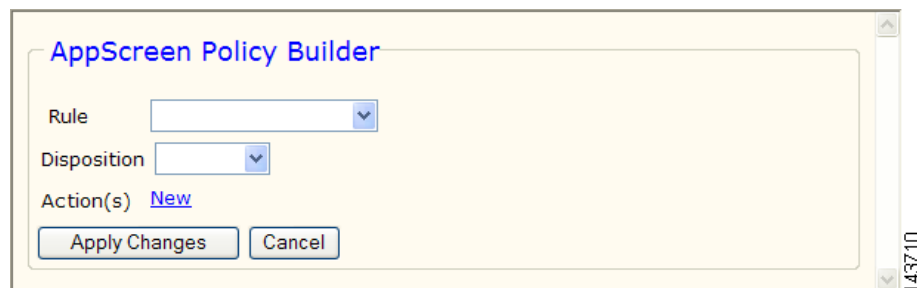 AppScreen Policy Builder
Rule
Disposition
Action(s) New
Apply Changes Cancel
143710